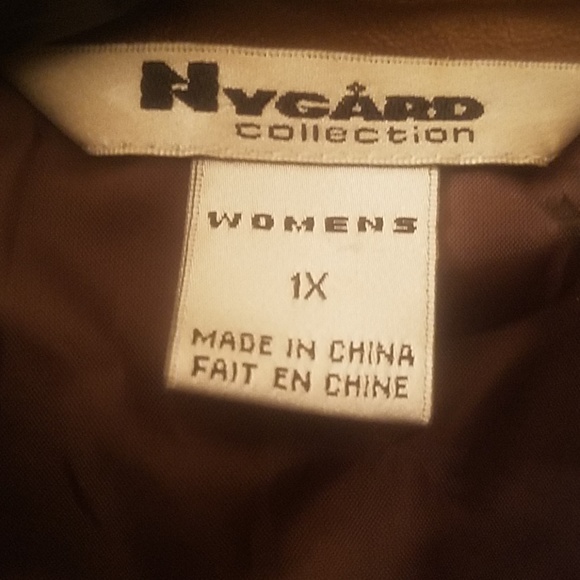 NYGÅRD
collection
WOMENS
1X
MADE IN CHINA
FAIT EN CHINE